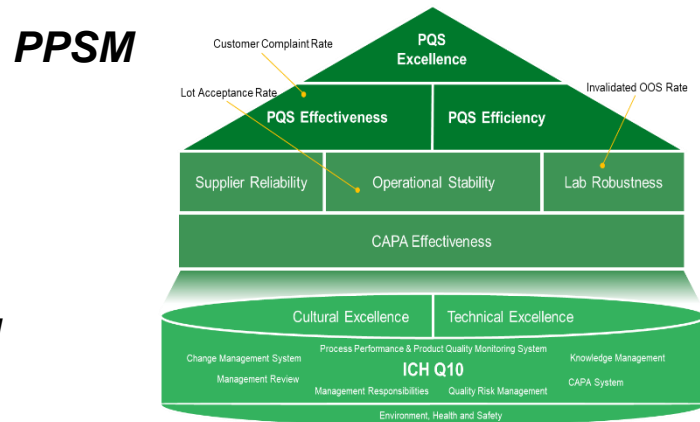 PPSM
Customer Complaint Rate
PQS
Excellence
Lot Acceptance Rate
Invalidated OOS Rate
PQS Effectiveness
PQS Efficiency
Supplier Reliability
Operational Stability
Lab Robustness
CAPA Effectiveness
Cultural Excellence
Technical Excellence
Process Performance & Product Quality Monitoring System
Change Management System
ICH Q10
Knowledge Management
Management Review
CAPA System
Management Responsibilities
Quality Risk Management
Environment, Health and Safety